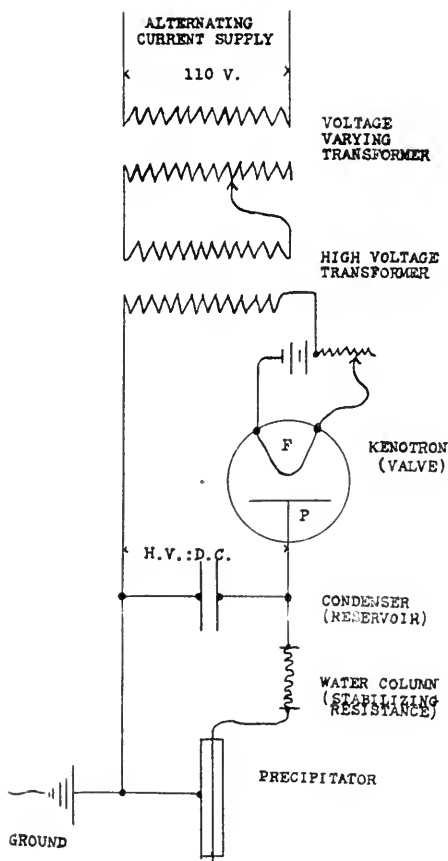 ALTERNATING
CURRENT SUPPLY
110 V.
VOLTAGE
VARYING
TRANSFORMER
HIGH VOLTAGE
TRANSFORMER
F
KENOTRON
(VALVE)
P
H.V.:D.C.
CONDENSER
(RESERVOIR)
WATER COLUMN
(STABILIZING
RESISTANCE)
PRECIPITATOR
GROUND